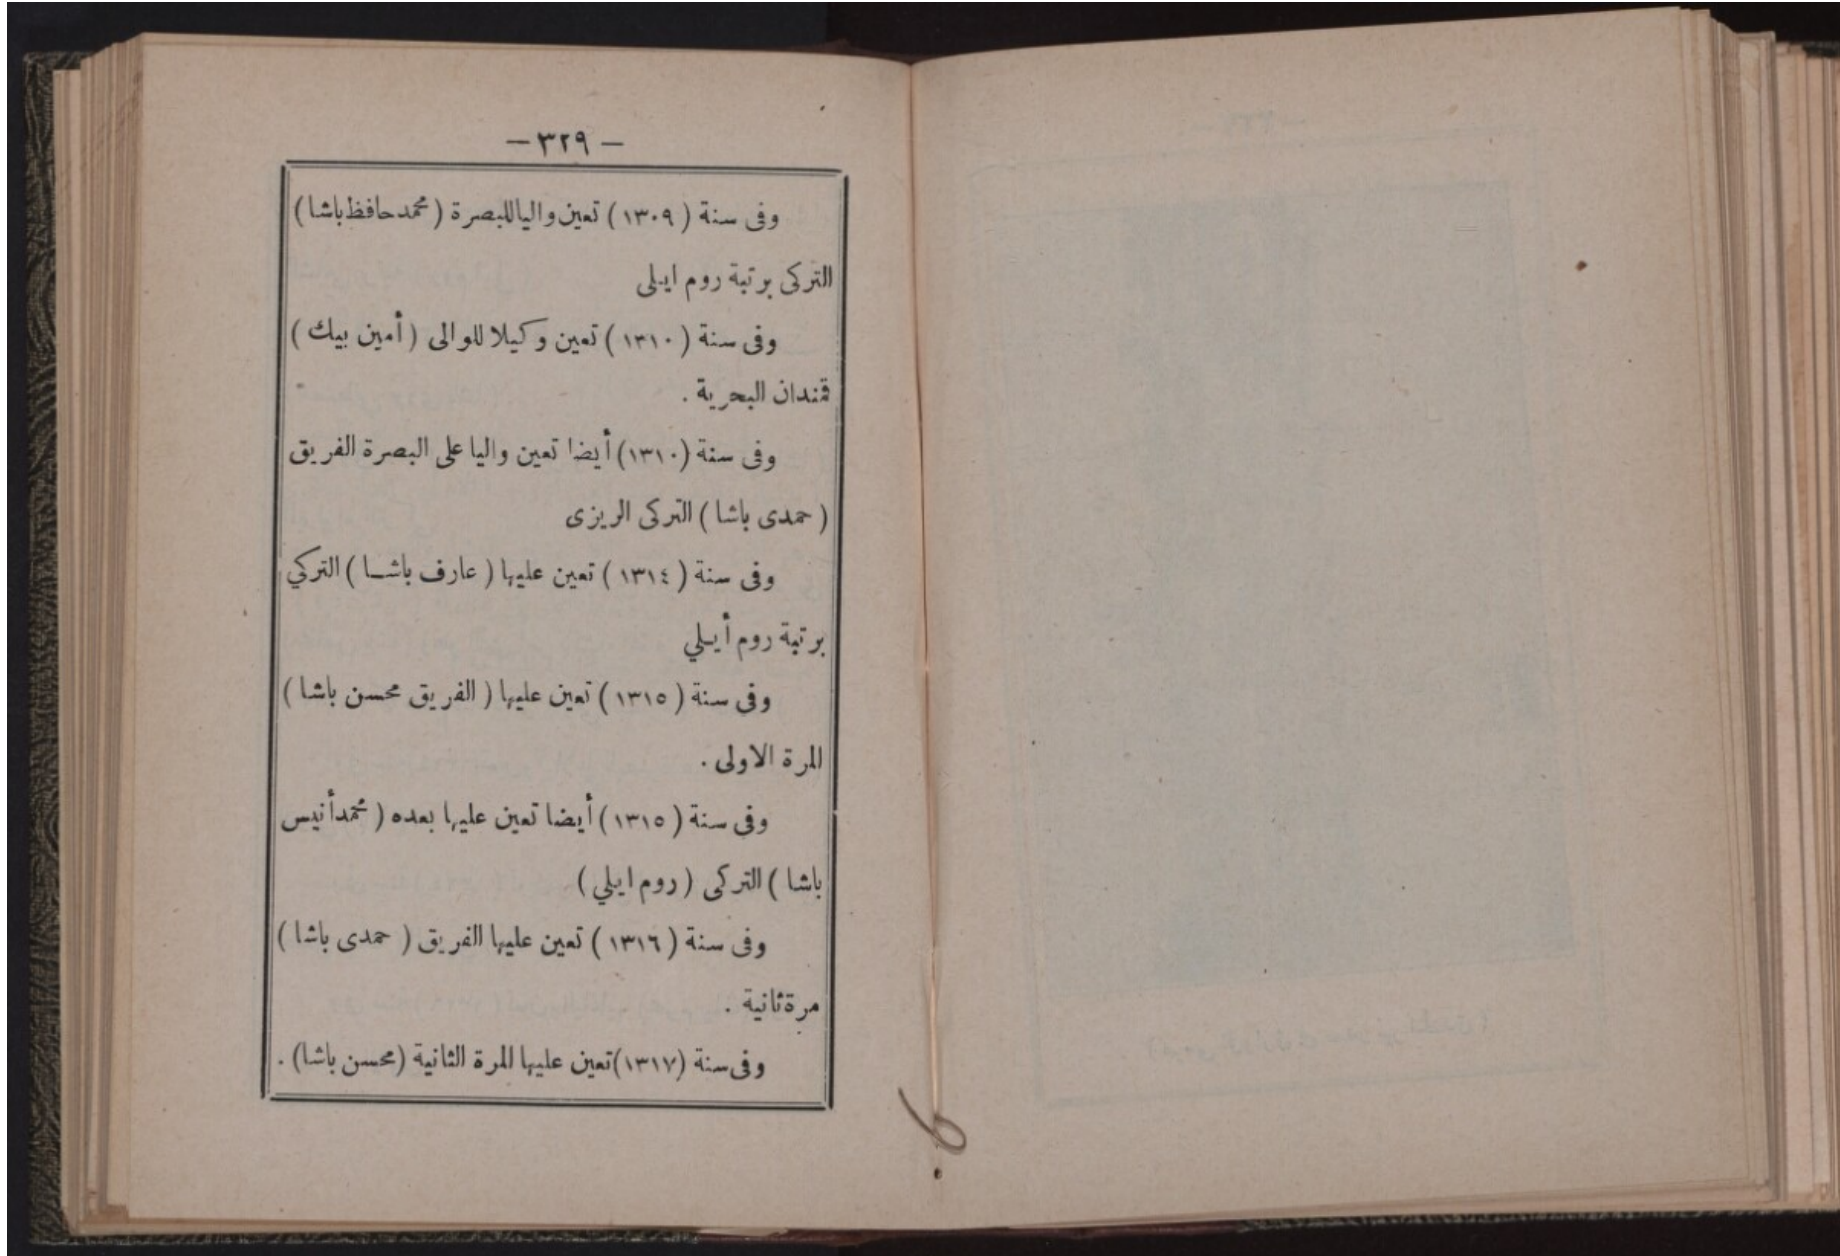 — ٣٢٩ —
وفى سنة ( ١٣٠٩ ) تعين واليا للبصرة ( محمد حافظ باشا )
التركى برتبة روم ايلى
وفى سنة ( ١٣١٠ ) تعين وكيلا للوالى ( أمين بيك )
قمندان البحرية .
وفى سنة ( ١٣١٠ ) أيضا تعين واليا على البصرة الفريق
( حمدى باشا ) التركى الريزى
وفى سنة ( ١٣١٤ ) تعين عليها ( عارف باشا ) التركي
برتبة روم أيلي
وفي سنة ( ١٣١٥ ) تعين عليها ( الفريق محسن باشا )
المرة الاولى .
وفى سنة ( ١٣١٥ ) أيضا تعين عليها بعده ( محمد أنيس
باشا ) التركى ( روم ايلي )
وفى سنة ( ١٣١٦ ) تعين عليها الفريق ( حمدى باشا )
مرة ثانية .
وفى سنة (١٣١٧) تعين عليها المرة الثانية (محسن باشا) .